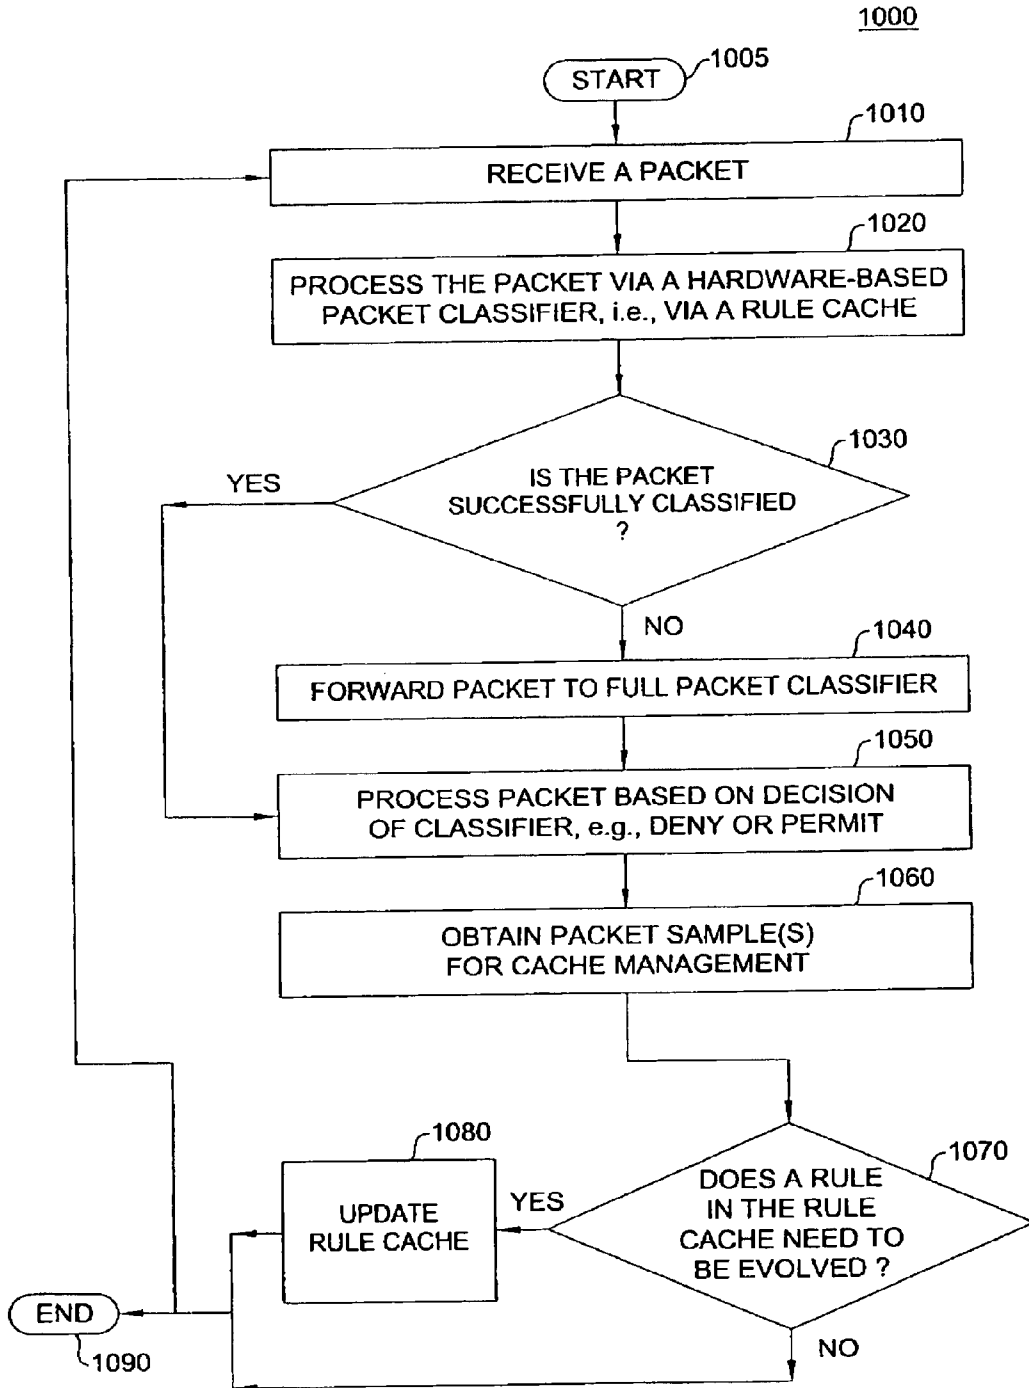 1000
START
1005
1010
RECEIVE A PACKET
1020
PROCESS THE PACKET VIA A HARDWARE-BASED
PACKET CLASSIFIER, i.e., VIA A RULE CACHE
1030
YES
IS THE PACKET
SUCCESSFULLY CLASSIFIED
?
NO
1040
FORWARD PACKET TO FULL PACKET CLASSIFIER
1050
PROCESS PACKET BASED ON DECISION
OF CLASSIFIER, e.g., DENY OR PERMIT
1060
OBTAIN PACKET SAMPLE(S)
FOR CACHE MANAGEMENT
1080
1070
UPDATE
RULE CACHE
YES
DOES A RULE
IN THE RULE
CACHE NEED TO
BE EVOLVED ?
END
1090
NO